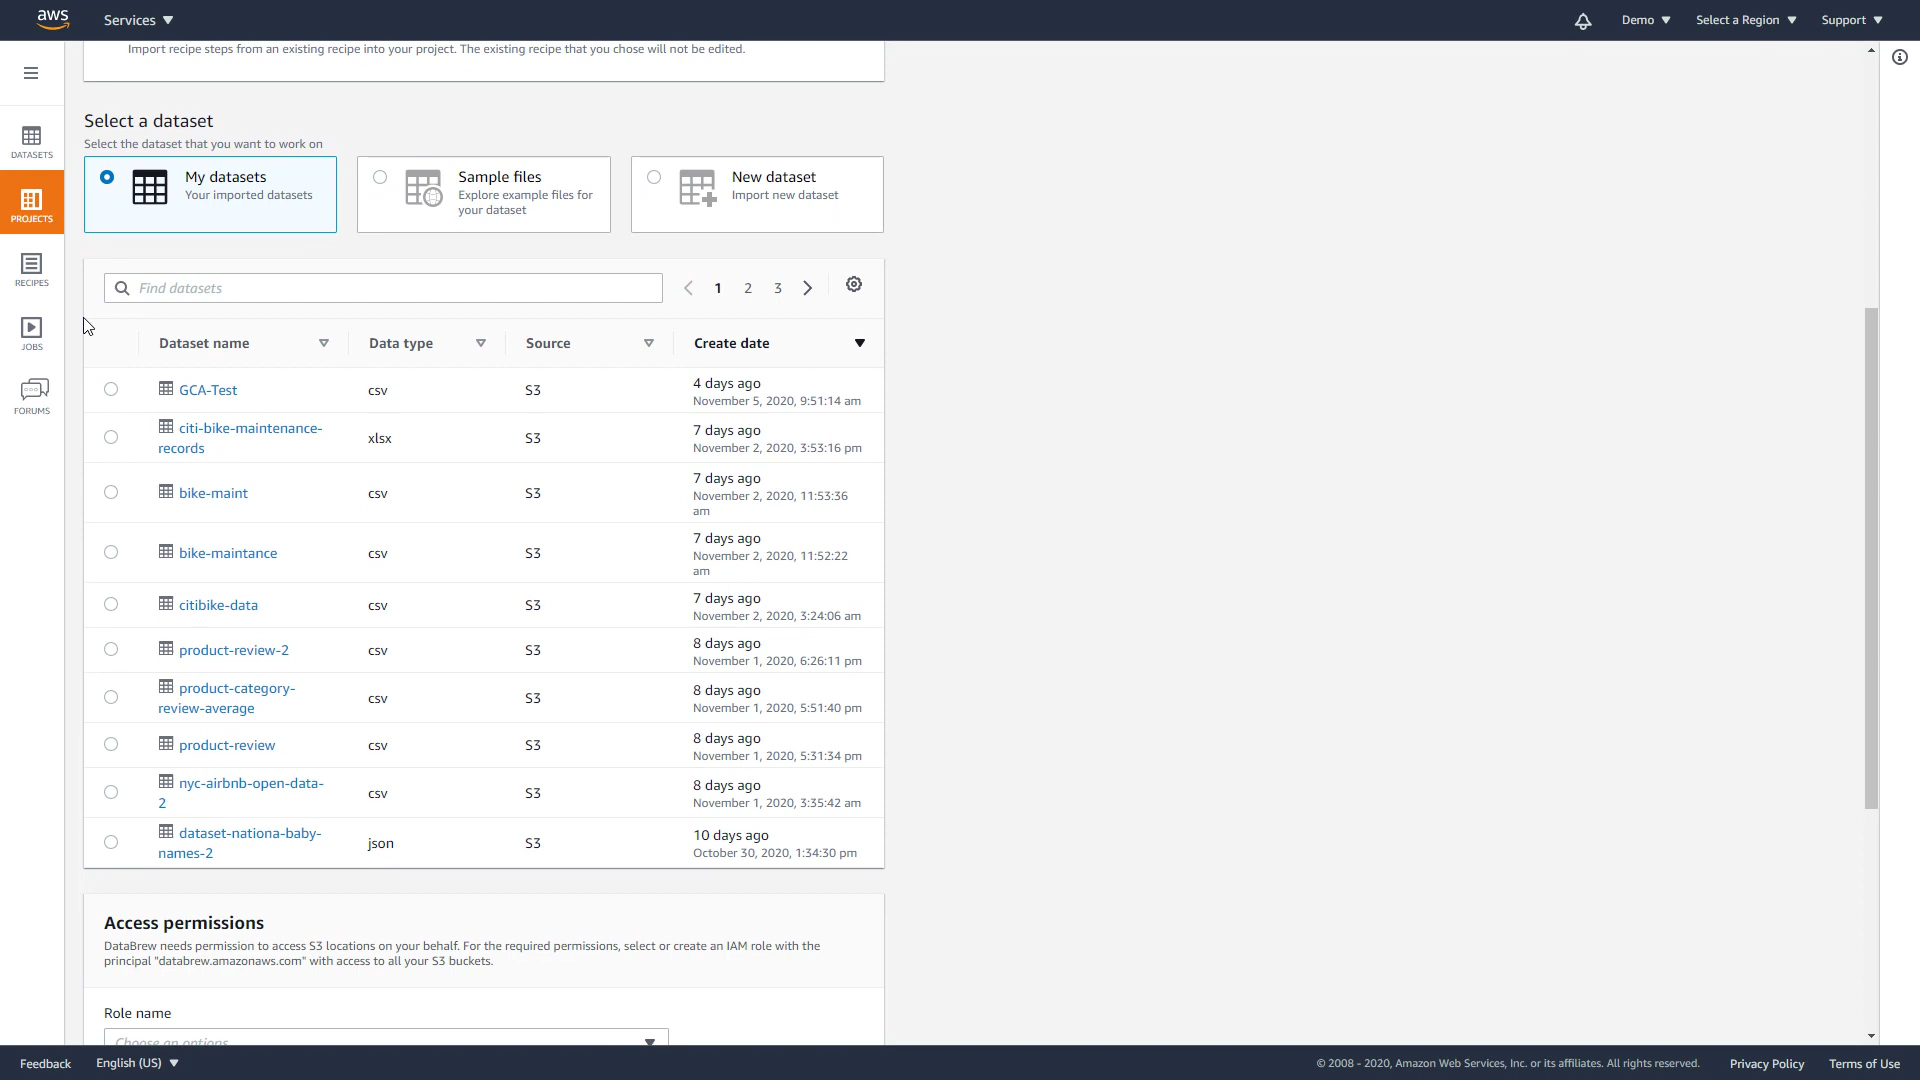 aws
Services
Demo
Select a Region
Support
Import recipe steps from an existing recipe into your project. The existing recipe that you chose will not be edited.
DATASETS
PROJECTS
RECIPES
JOBS
FORUMS
Select a dataset
Select the dataset that you want to work on
My datasets
Your imported datasets
Sample files
Explore example files for
your dataset
New dataset
Import new dataset
Find datasets
1 2 3
Dataset name Data type Source Create date
GCA-Test csv S3 4 days ago
November 5, 2020, 9:51:14 am
citi-bike-maintenance-
records
xlsx S3 7 days ago
November 2, 2020, 3:53:16 pm
bike-maint csv S3 7 days ago
November 2, 2020, 11:53:36
am
bike-maintance csv S3 7 days ago
November 2, 2020, 11:52:22
am
citibike-data csv S3 7 days ago
November 2, 2020, 3:24:06 am
product-review-2 csv S3 8 days ago
November 1, 2020, 6:26:11 pm
product-category-
review-average
csv S3 8 days ago
November 1, 2020, 5:51:40 pm
product-review csv S3 8 days ago
November 1, 2020, 5:31:34 pm
nyc-airbnb-open-data-
2
csv S3 8 days ago
November 1, 2020, 3:35:42 am
dataset-nationa-baby-
names-2
json S3 10 days ago
October 30, 2020, 1:34:30 pm
Access permissions
DataBrew needs permission to access S3 locations on your behalf. For the required permissions, select or create an IAM role with the
principal "databrew.amazonaws.com" with access to all your S3 buckets.
Role name
Choose an options
Feedback
English (US)
© 2008 - 2020, Amazon Web Services, Inc. or its affiliates. All rights reserved.
Privacy Policy
Terms of Use